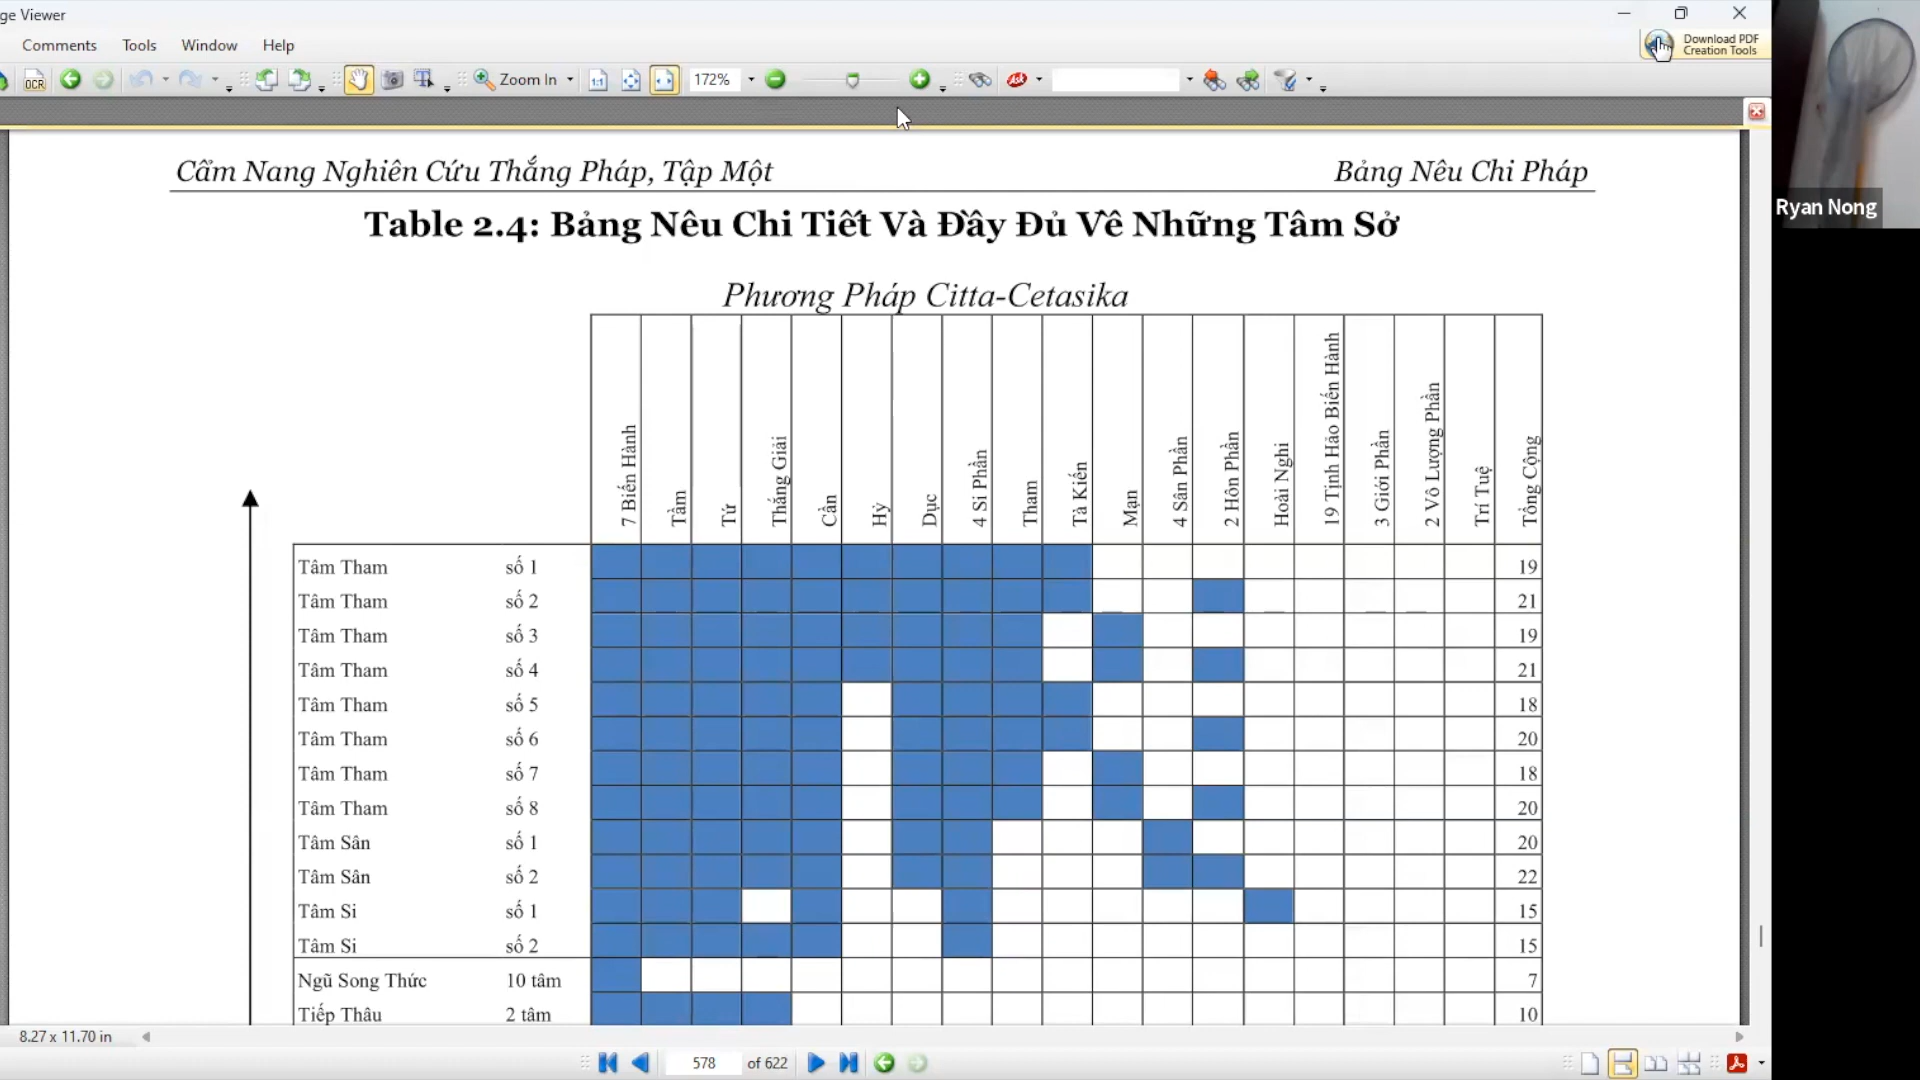 ge Viewer
Comments Tools Window Help
Download PDF
Creation Tools
OCR Zoom In 1:1 172% Ask
Ryan Nong
Cẩm Nang Nghiên Cứu Thắng Pháp, Tập Một Bảng Nêu Chi Pháp
Table 2.4: Bảng Nêu Chi Tiết Và Đầy Đủ Về Những Tâm Sở
Phương Pháp Citta-Cetasika
7 Biến Hành
Tầm
Tứ
Thắng Giải
Cần
Hỷ
Dục
4 Si Phần
Tham
Tà Kiến
Mạn
4 Sân Phần
2 Hôn Phần
Hoài Nghi
19 Tịnh Hảo Biến Hành
3 Giới Phần
2 Vô Lượng Phần
Trí Tuệ
Tổng Cộng
Tâm Tham số 1 19
Tâm Tham số 2 21
Tâm Tham số 3 19
Tâm Tham số 4 21
Tâm Tham số 5 18
Tâm Tham số 6 20
Tâm Tham số 7 18
Tâm Tham số 8 20
Tâm Sân số 1 20
Tâm Sân số 2 22
Tâm Si số 1 15
Tâm Si số 2 15
Ngũ Song Thức 10 tâm 7
Tiếp Thâu 2 tâm 10
8.27 x 11.70 in
578 of 622